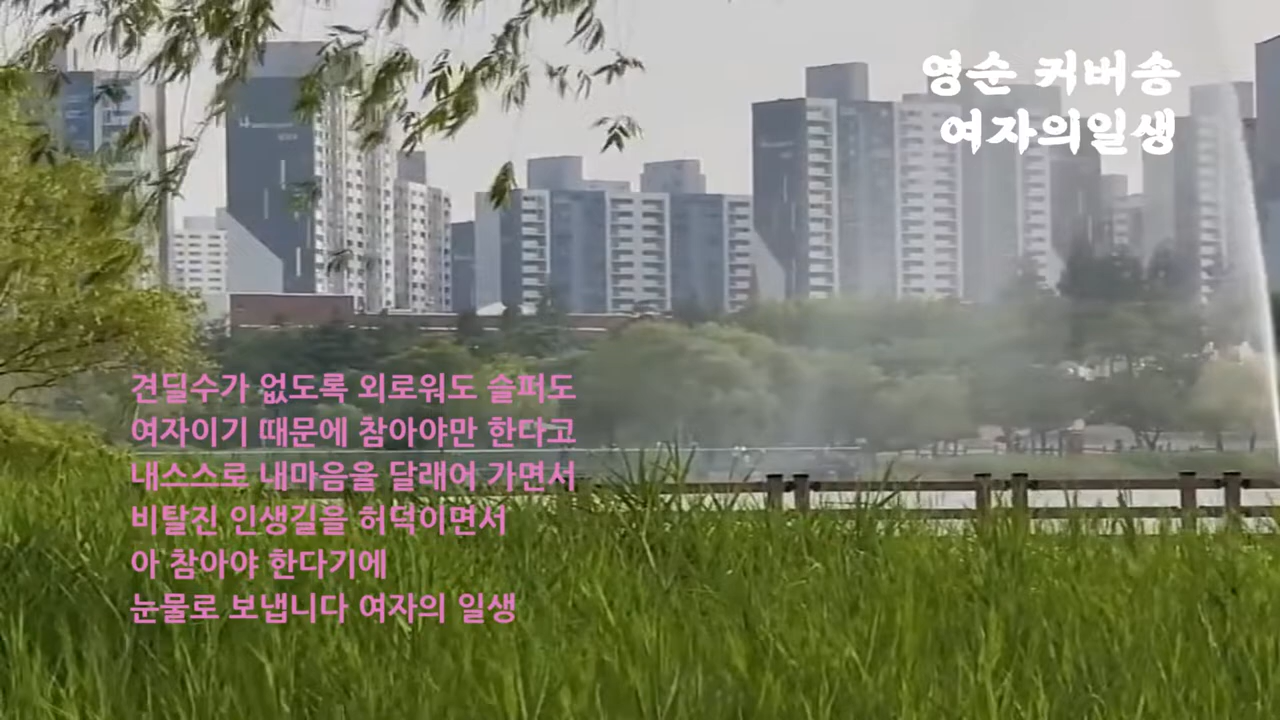 영순 커버송
여자의일생
견딜수가 없도록 외로워도 슬퍼도
여자이기 때문에 참아야만 한다고
내스스로 내마음을 달래어 가면서
비탈진 인생길을 허덕이면서
아 참아야 한다기에
눈물로 보냅니다 여자의 일생